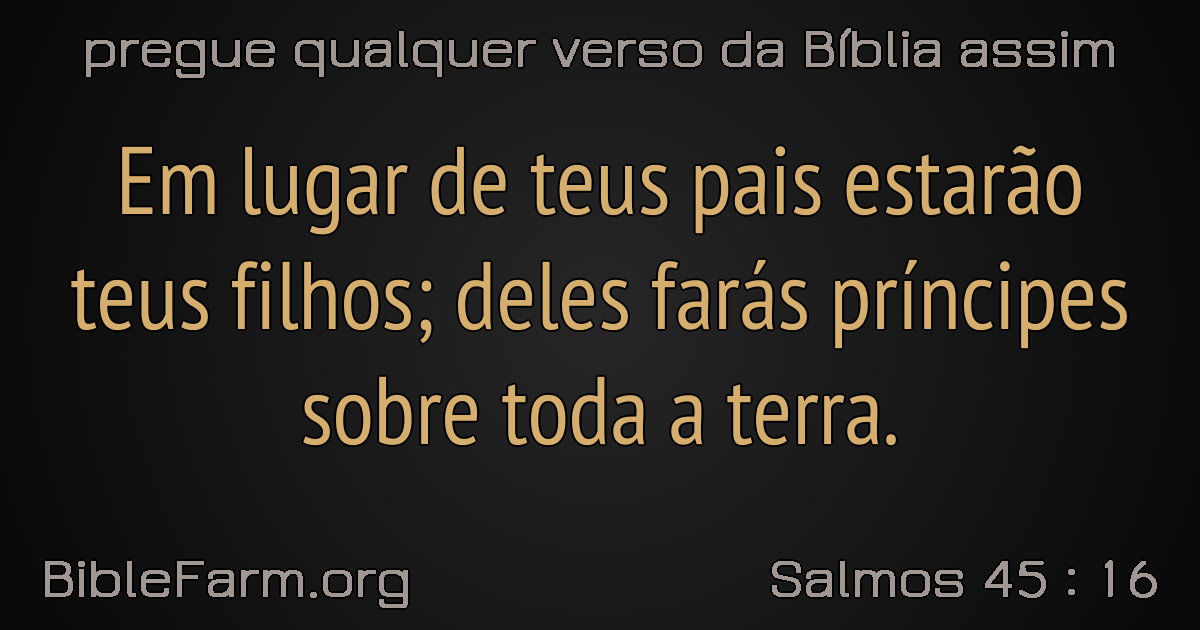 pregue qualquer verso da Bíblia assim
Em lugar de teus pais estarão
teus filhos; deles farás príncipes
sobre toda a terra.
BibleFarm.org
Salmos 45 : 16